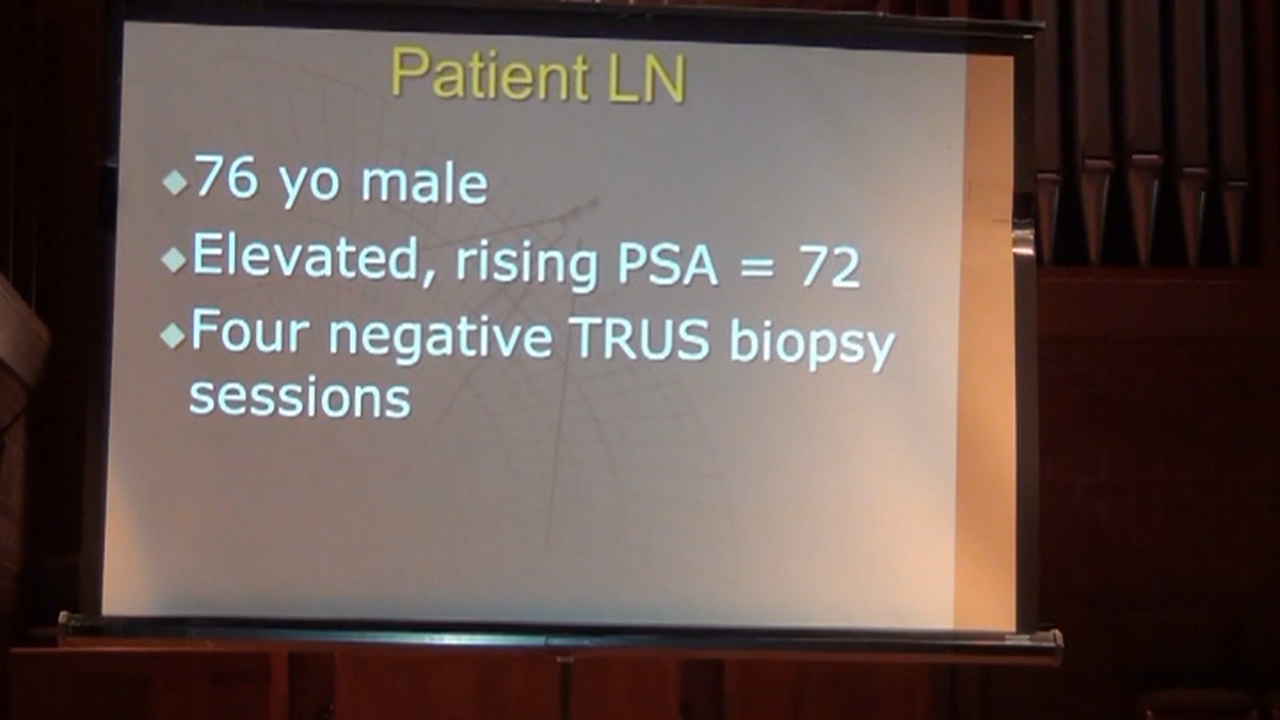 Patient LN
76 yo male
Elevated, rising PSA = 72
Four negative TRUS biopsy
sessions